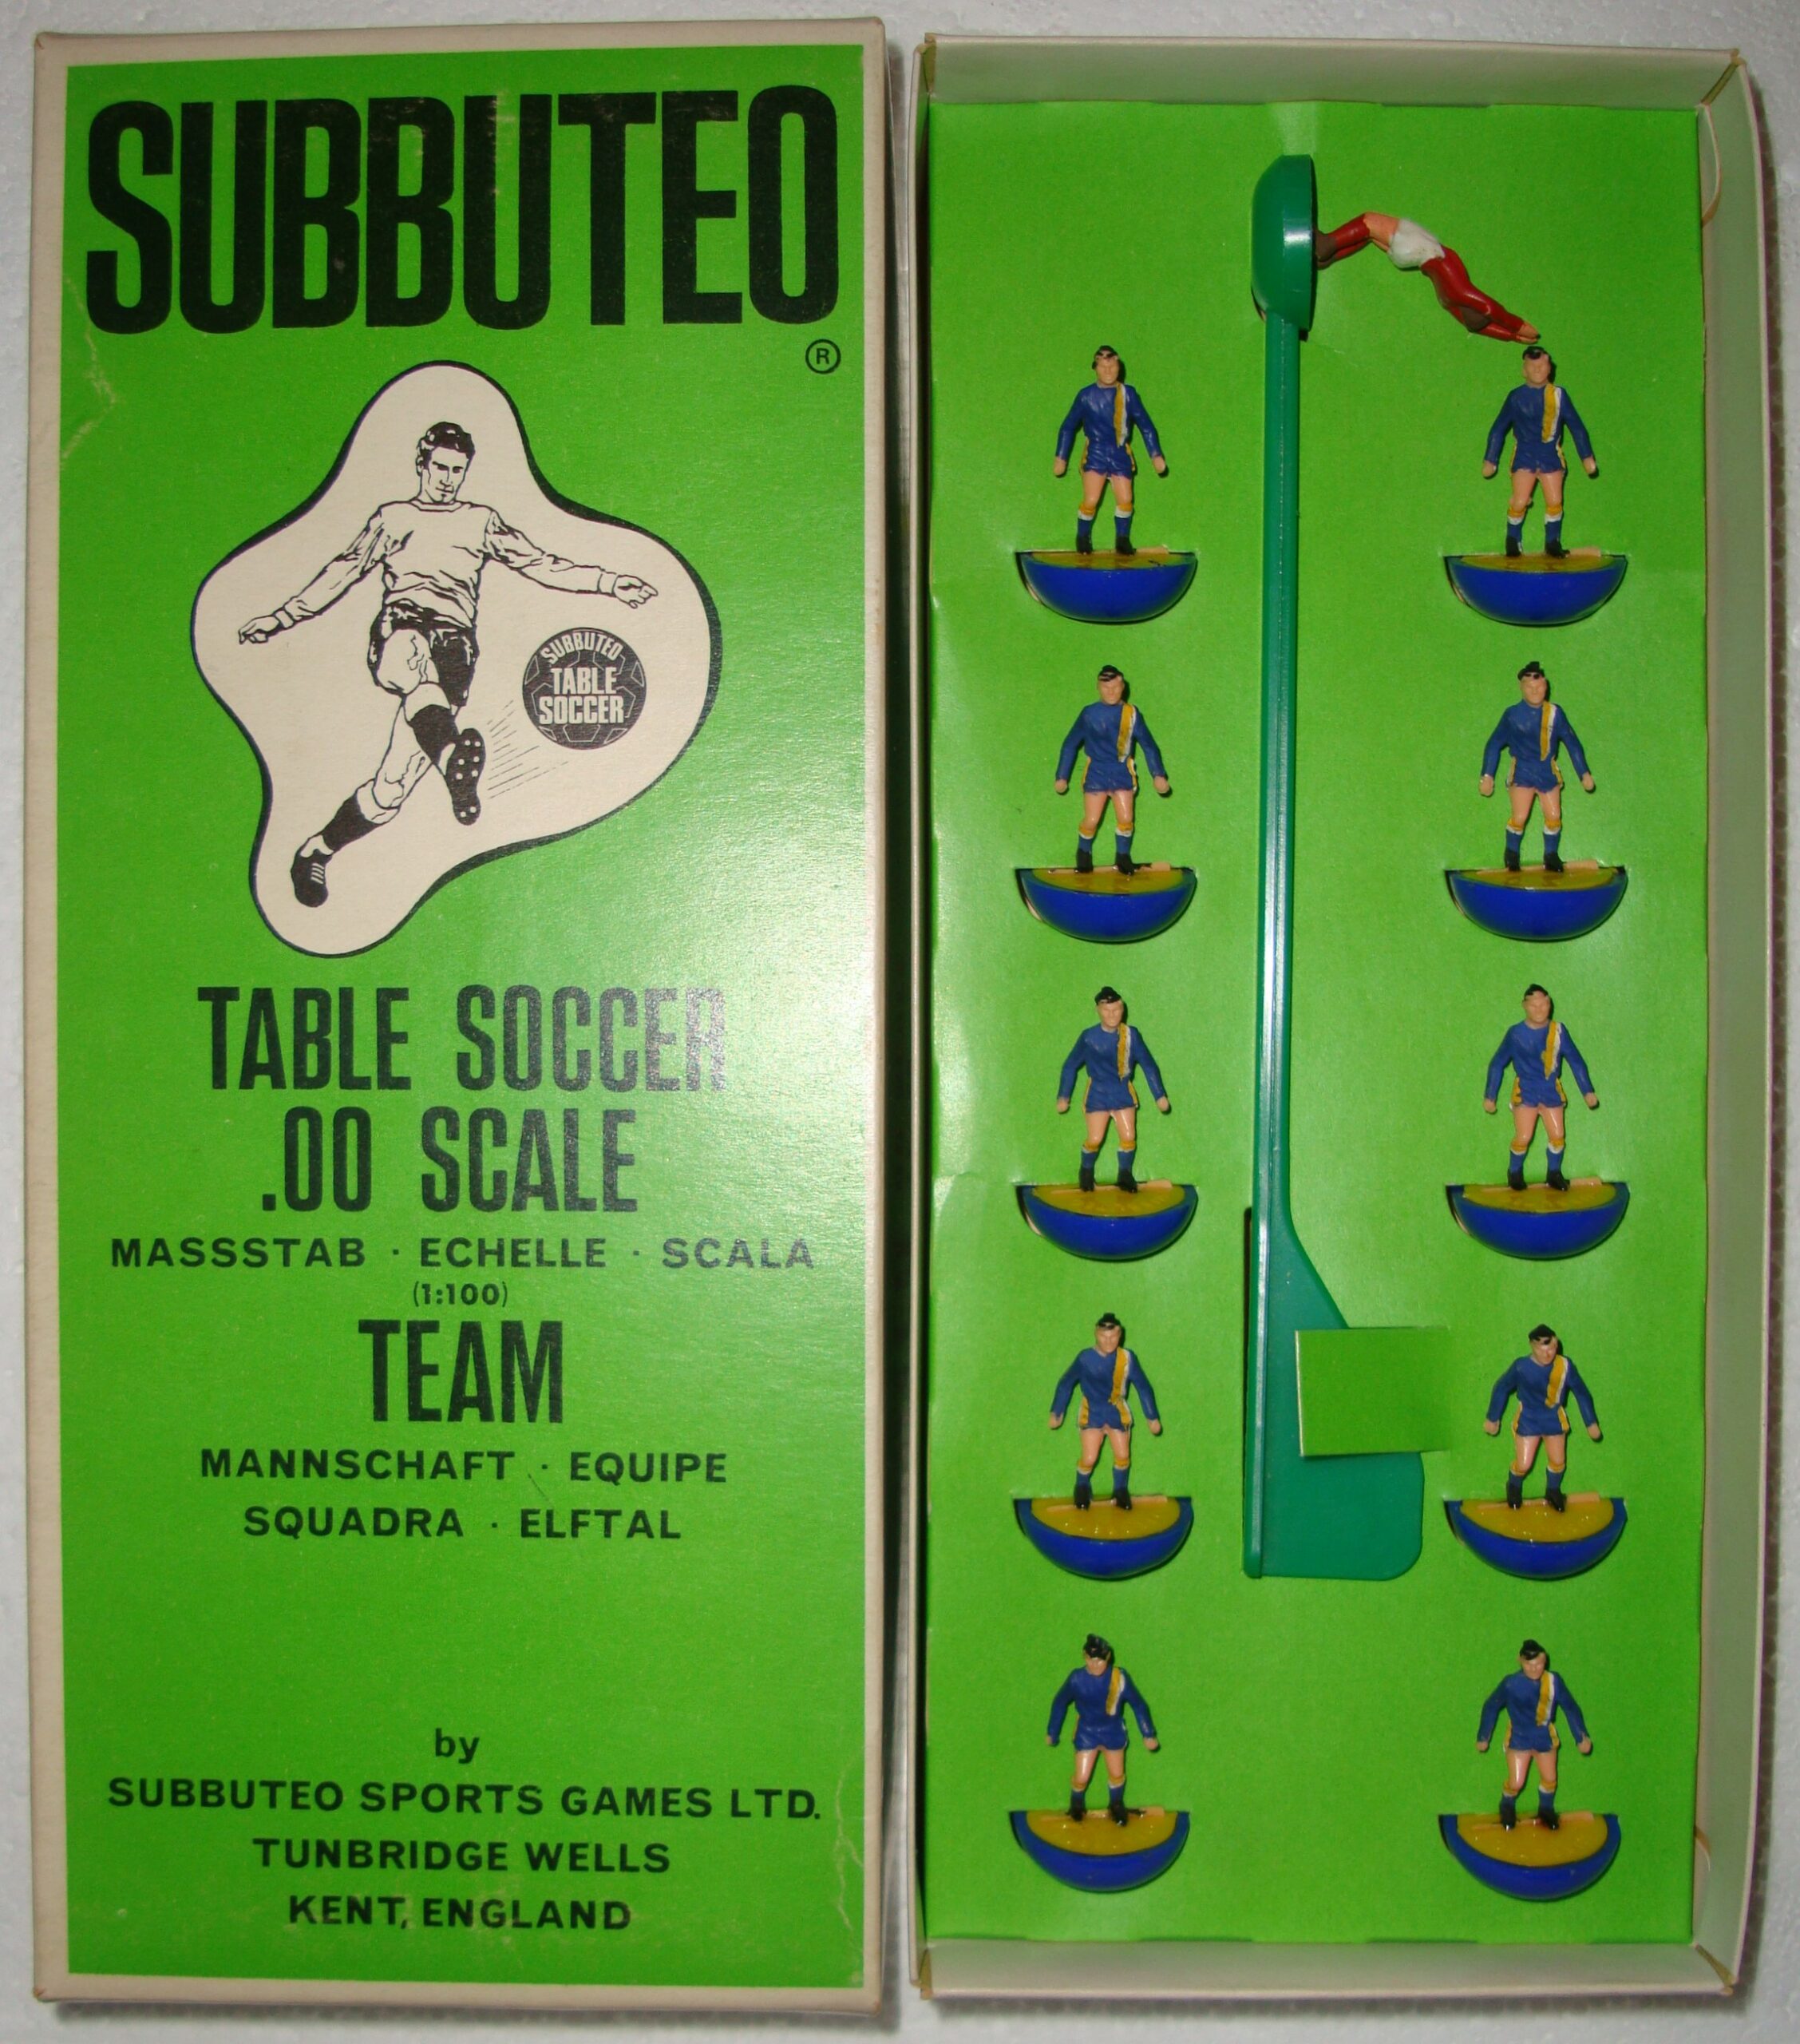 SUBBUTEO
®
SUBBUTEO
TABLE
SOCCER
TABLE SOCCER
.00 SCALE
MASSSTAB · ECHELLE · SCALA
(1:100)
TEAM
MANNSCHAFT · EQUIPE
SQUADRA · ELFTAL
by
SUBBUTEO SPORTS GAMES LTD.
TUNBRIDGE WELLS
KENT, ENGLAND